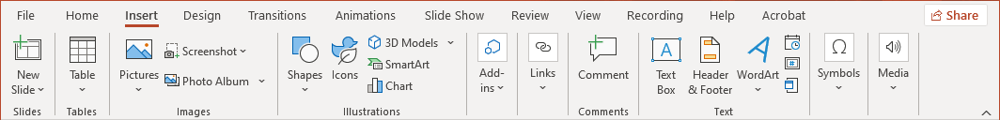 File Home Insert Design Transitions Animations Slide Show Review View Recording Help Acrobat Share
New Slide
Slides
Table
Tables
Pictures
Screenshot
Photo Album
Images
Shapes
Icons
3D Models
SmartArt
Chart
Illustrations
Add-
ins
Links
Comment
Comments
A
Text
Box
Header
& Footer
A
WordArt
#
Text
Ω
Symbols
Media